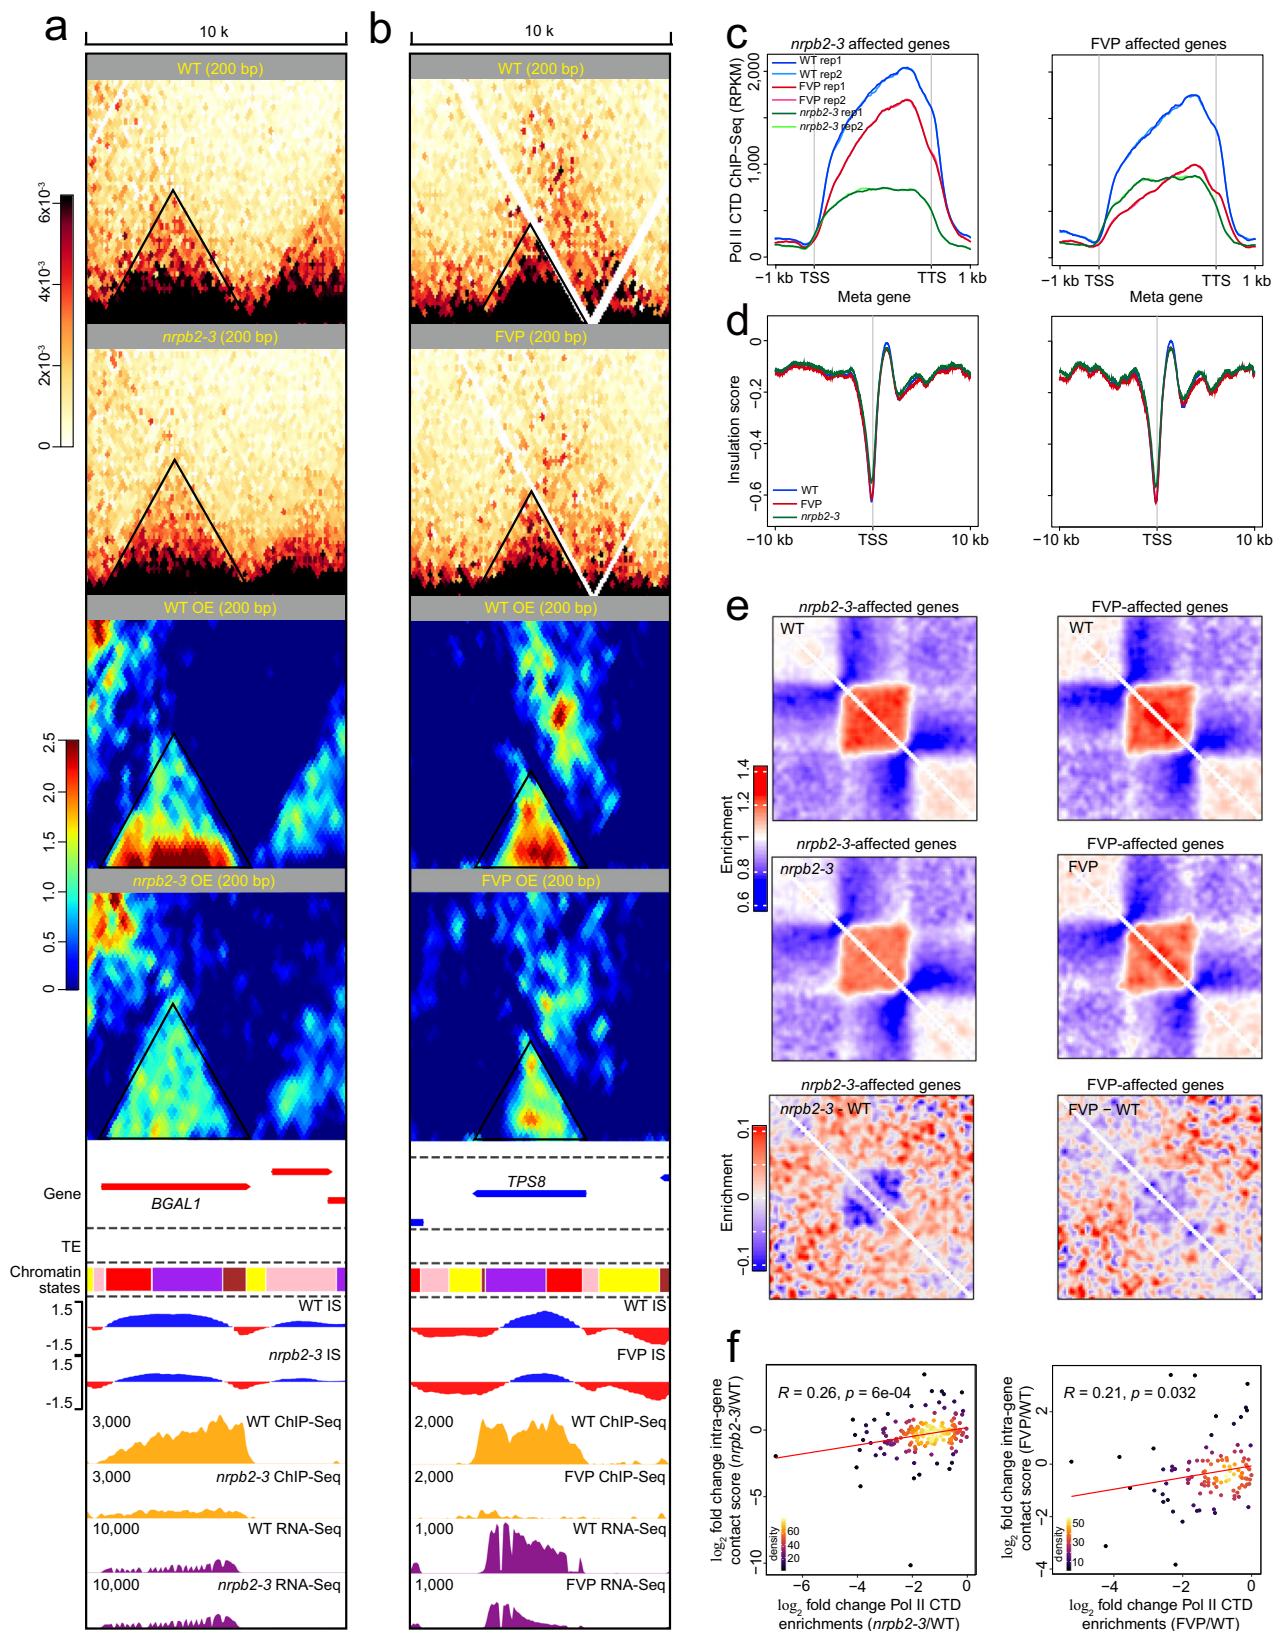 a
10 k
WT (200 bp)
6x10⁻³
4x10⁻³
2x10⁻³
0
nrpb2-3 (200 bp)
WT OE (200 bp)
2.5
2.0
1.5
1.0
0.5
0
nrpb2-3 OE (200 bp)
Gene
BGAL1
TE
Chromatin
states
1.5
-1.5
WT IS
1.5
-1.5
nrpb2-3 IS
3,000
WT ChIP-Seq
3,000
nrpb2-3 ChIP-Seq
10,000
WT RNA-Seq
10,000
nrpb2-3 RNA-Seq
b
10 k
WT (200 bp)
FVP (200 bp)
WT OE (200 bp)
FVP OE (200 bp)
TPS8
WT IS
FVP IS
2,000
WT ChIP-Seq
2,000
FVP ChIP-Seq
1,000
WT RNA-Seq
1,000
FVP RNA-Seq
c
nrpb2-3 affected genes
Pol II CTD ChIP−Seq (RPKM)
2,000
1,000
0
WT rep1
WT rep2
FVP rep1
FVP rep2
nrpb2-3 rep1
nrpb2-3 rep2
−1 kb
TSS
TTS
1 kb
Meta gene
FVP affected genes
−1 kb
TSS
TTS
1 kb
Meta gene
d
Insulation score
0
−0.2
−0.4
−0.6
WT
FVP
nrpb2-3
−10 kb
TSS
10 kb
−10 kb
TSS
10 kb
e
nrpb2-3-affected genes
WT
FVP-affected genes
WT
Enrichment
1.4
1.2
1
0.8
0.6
nrpb2-3-affected genes
nrpb2-3
FVP-affected genes
FVP
nrpb2-3-affected genes
nrpb2-3 - WT
FVP-affected genes
FVP − WT
Enrichment
0.1
0
−0.1
f
R = 0.26, p = 6e-04
log₂ fold change intra-gene
contact score (nrpb2-3/WT)
0
−5
−10
density
60
40
20
−6
−4
−2
0
log₂ fold change Pol II CTD
enrichments (nrpb2-3/WT)
R = 0.21, p = 0.032
log₂ fold change intra-gene
contact score (FVP/WT)
2
0
−2
−4
density
50
30
10
−4
−2
0
log₂ fold change Pol II CTD
enrichments (FVP/WT)